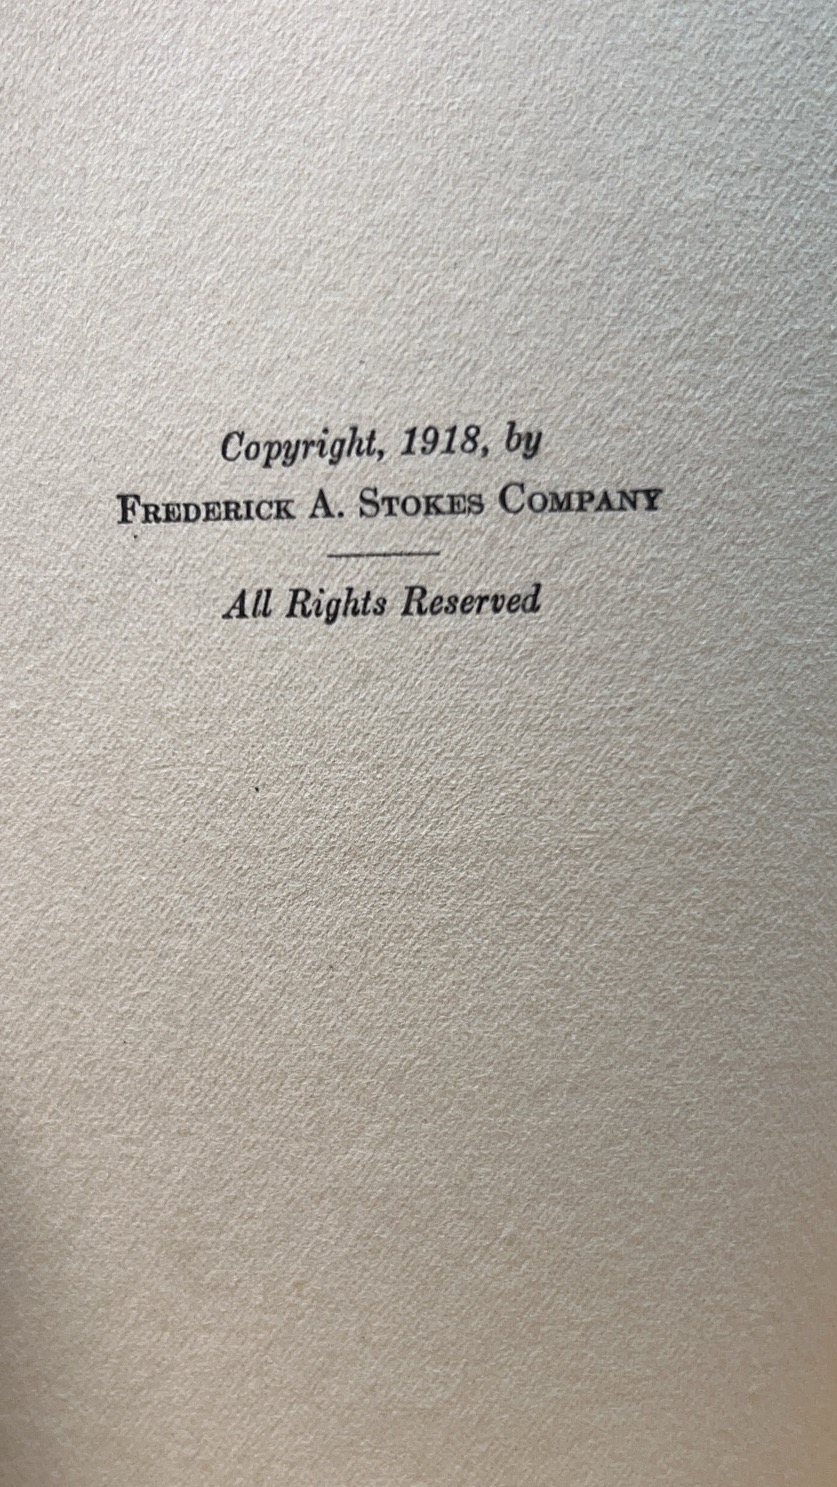 Copyright, 1918, by
FREDERICK A. STOKES COMPANY
All Rights Reserved